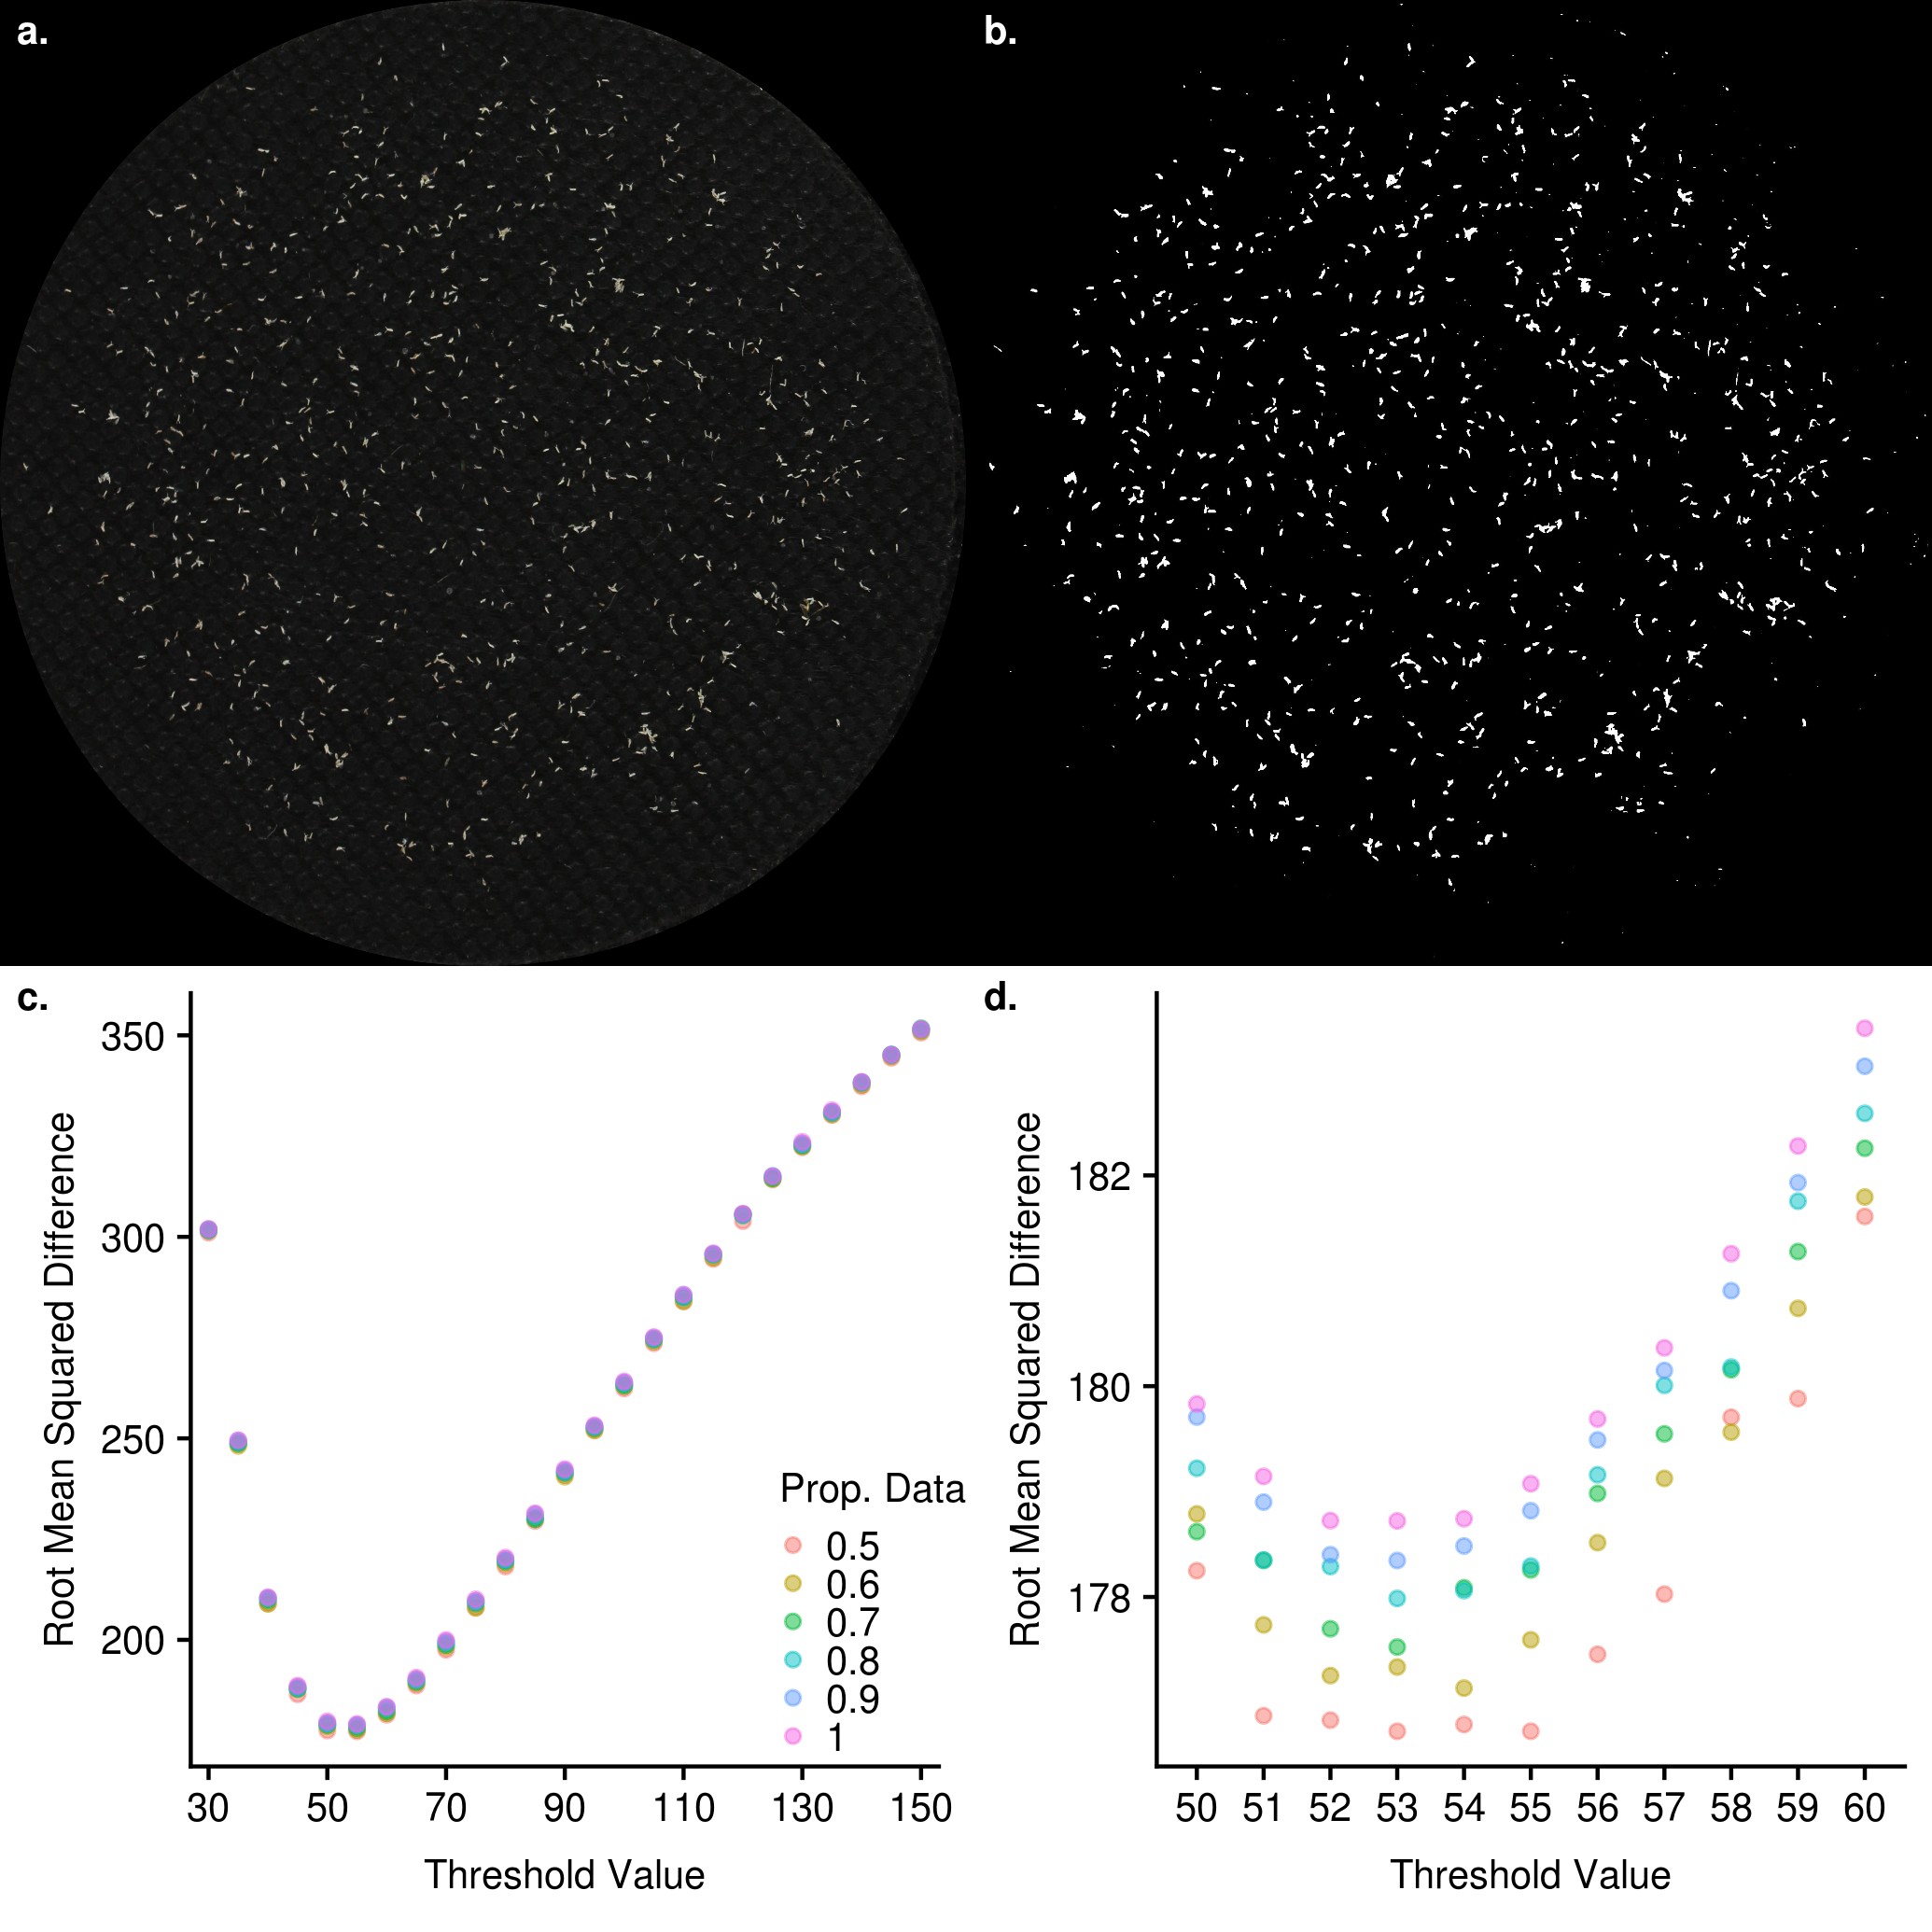 a.
b.
c.
Root Mean Squared Difference
350
300
250
200
30 50 70 90 110 130 150
Threshold Value
Prop. Data
0.5
0.6
0.7
0.8
0.9
1
d.
Root Mean Squared Difference
182
180
178
50 51 52 53 54 55 56 57 58 59 60
Threshold Value